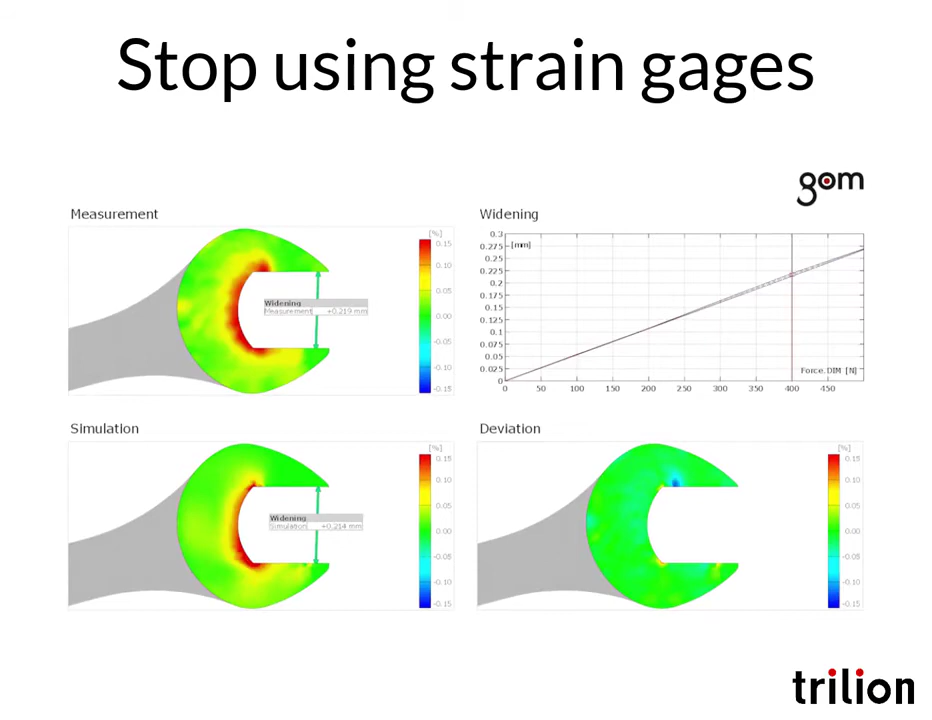 Stop using strain gages
gom
Measurement
[%]
0.15
0.10
0.05
0.00
-0.05
-0.10
-0.15
Widening
Measurement +0.219 mm
Widening
0.3
0.275
0.25
0.225
0.2
0.175
0.15
0.125
0.1
0.075
0.05
0.025
0
[mm]
0 50 100 150 200 250 300 350 400 450
Force.DIM [N]
Simulation
[%]
0.15
0.10
0.05
0.00
-0.05
-0.10
-0.15
Widening
Simulation +0.214 mm
Deviation
[%]
0.15
0.10
0.05
0.00
-0.05
-0.10
-0.15
trilion